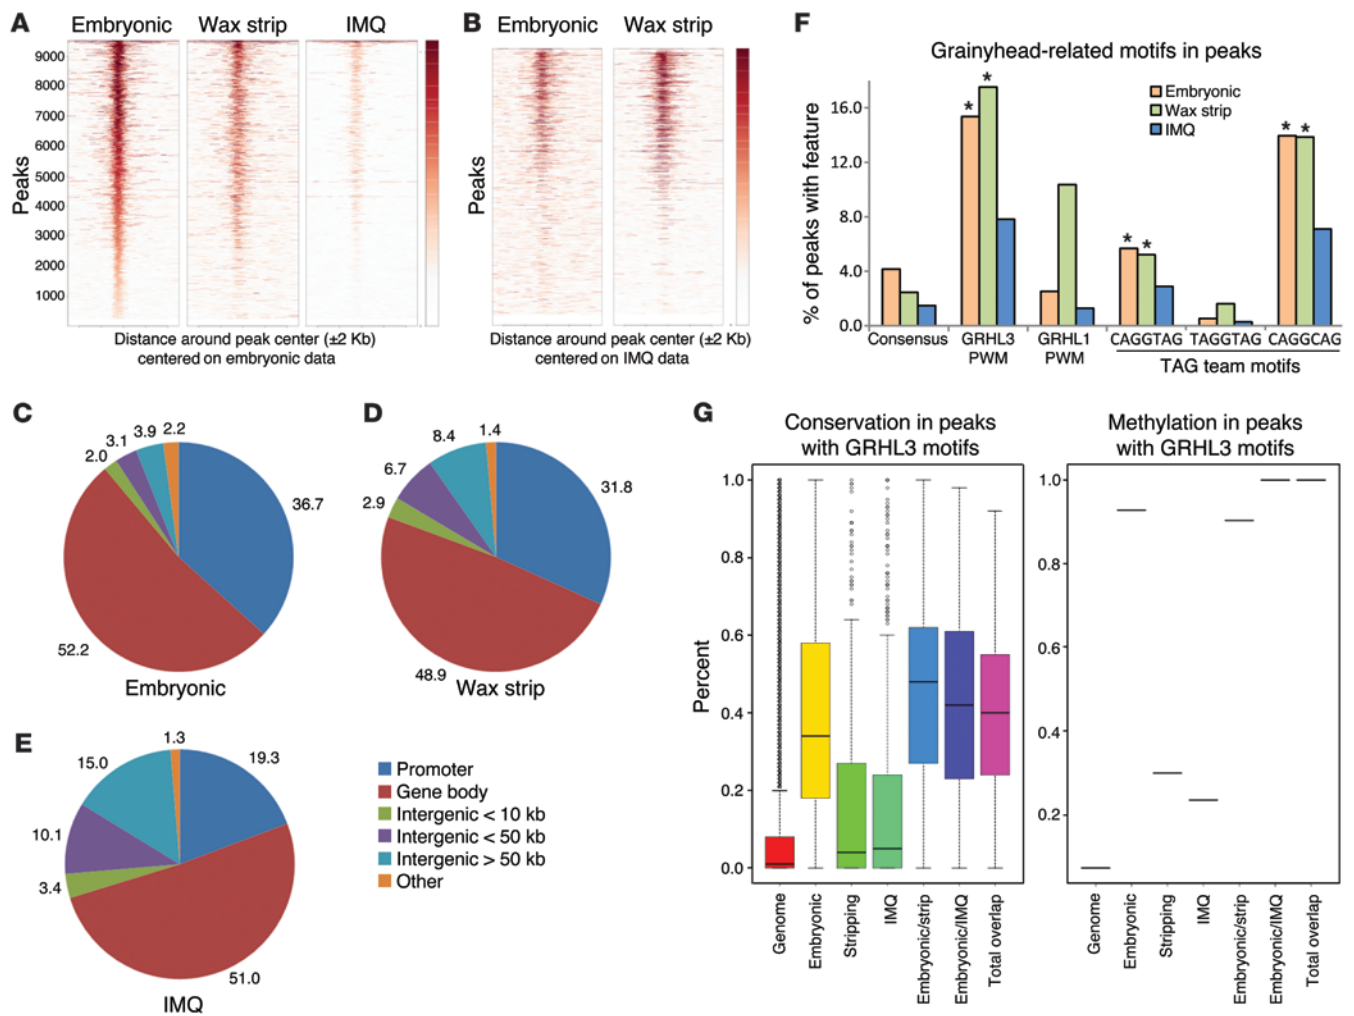 A
Embryonic
Wax strip
IMQ
Peaks
9000
8000
7000
6000
5000
4000
3000
2000
1000
Distance around peak center (±2 Kb)
centered on embryonic data
B
Embryonic
Wax strip
Peaks
Distance around peak center (±2 Kb)
centered on IMQ data
F
Grainyhead-related motifs in peaks
Embryonic
Wax strip
IMQ
% of peaks with feature
16.0
12.0
8.0
4.0
0.0
* * * * * *
Consensus
GRHL3
PWM
GRHL1
PWM
CAGGTAG
TAGGTAG
CAGGCAG
TAG team motifs
C
2.0
3.1
3.9
2.2
36.7
52.2
Embryonic
D
2.9
6.7
8.4
1.4
31.8
48.9
Wax strip
E
3.4
10.1
15.0
1.3
19.3
51.0
IMQ
Promoter
Gene body
Intergenic < 10 kb
Intergenic < 50 kb
Intergenic > 50 kb
Other
G
Conservation in peaks
with GRHL3 motifs
Percent
1.0
0.8
0.6
0.4
0.2
0.0
Genome
Embryonic
Stripping
IMQ
Embryonic/strip
Embryonic/IMQ
Total overlap
Methylation in peaks
with GRHL3 motifs
1.0
0.8
0.6
0.4
0.2
Genome
Embryonic
Stripping
IMQ
Embryonic/strip
Embryonic/IMQ
Total overlap